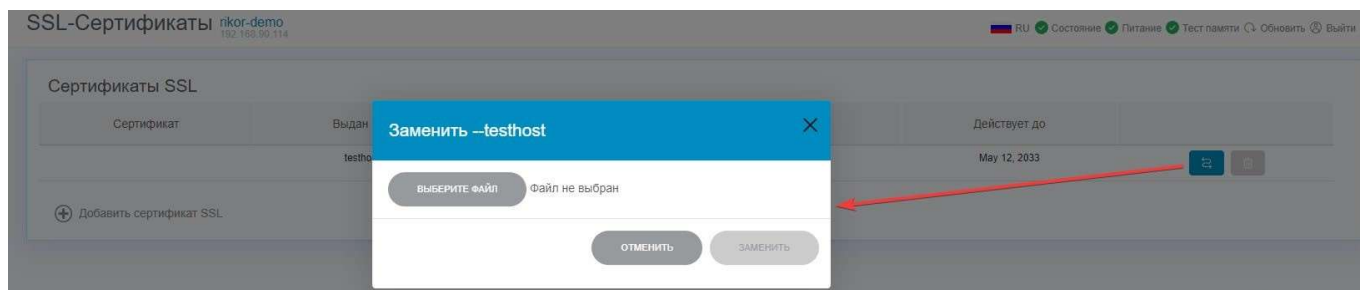 SSL-Сертификаты rikor-demo
192.168.90.114
RU Состояние Питание Тест памяти Обновить Выйти
Сертификаты SSL
Сертификат Выдан Действует до
Заменить --testhost
testho May 12, 2033
ВЫБЕРИТЕ ФАЙЛ Файл не выбран
Добавить сертификат SSL
ОТМЕНИТЬ ЗАМЕНИТЬ